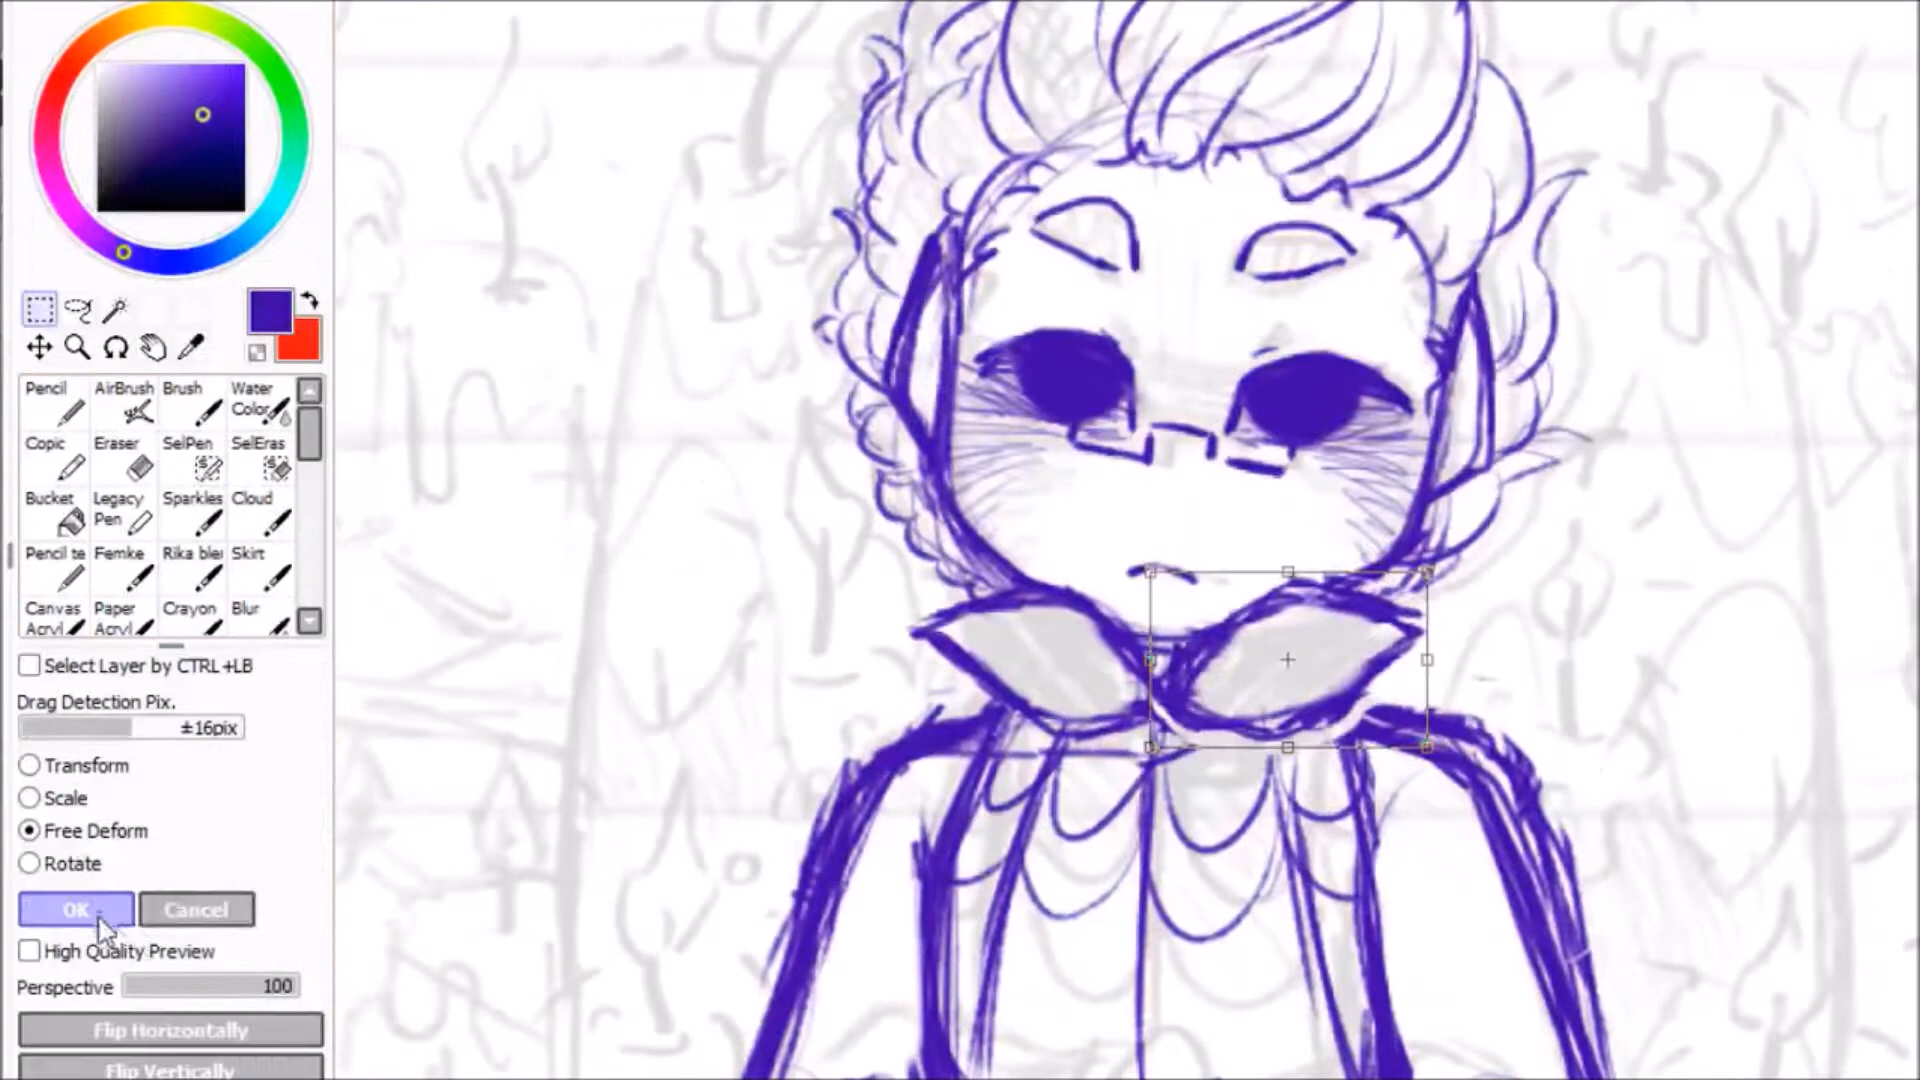 Pencil AirBrush Brush Water Color
Copic Eraser SelPen SelEras
Bucket Legacy Pen Sparkles Cloud
Pencil te Femke Rika ble Skirt
Canvas Acryl Paper Acryl Crayon Blur
Select Layer by CTRL+LB
Drag Detection Pix.
±16pix
Transform
Scale
Free Deform
Rotate
OK Cancel
High Quality Preview
Perspective 100
Flip Horizontally
Flip Vertically